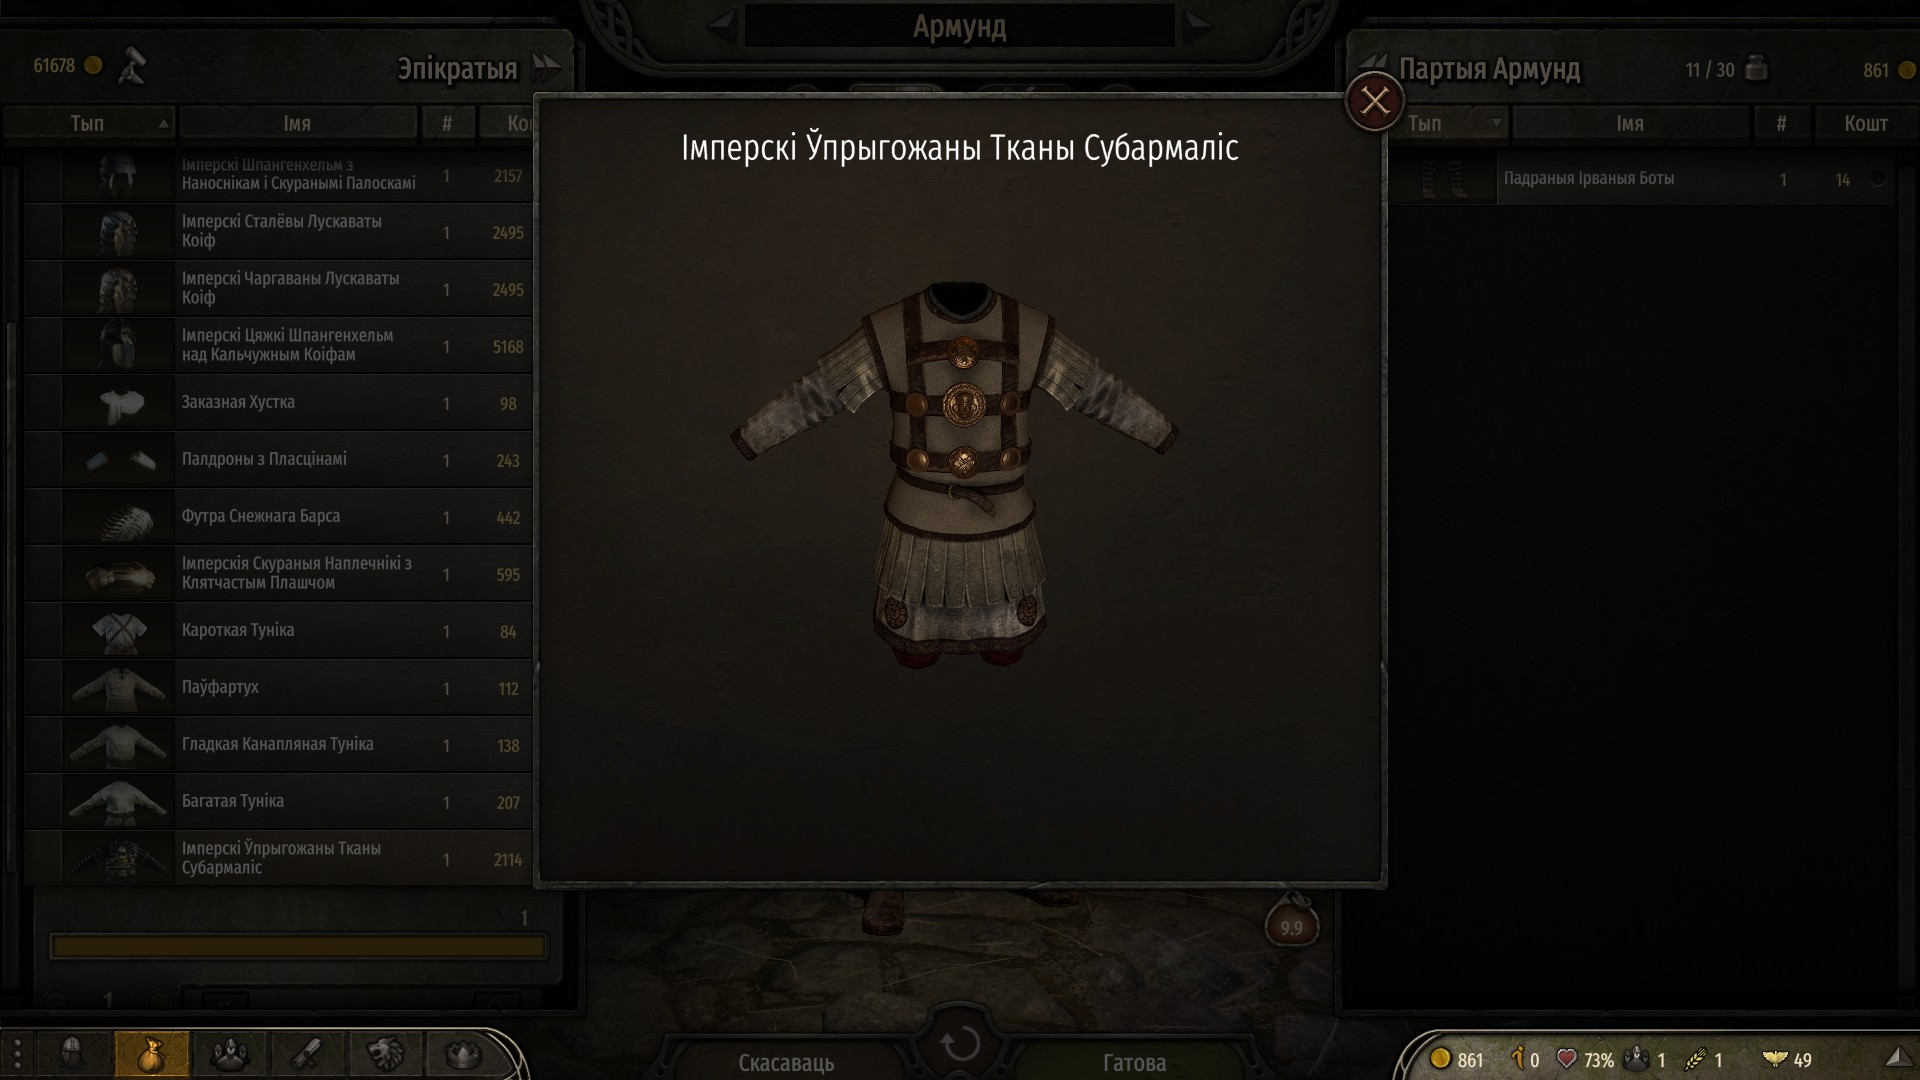 Армунд
61678
Эпікратыя
Партыя Армунд
11 / 30
861
Тып
Імя
#
Тып
Імя
#
Кошт
Імперскі Ўпрыгожаны Тканы Субармаліс
Імперскі Шпангенхельм з
Наноснікам і Скуранымі Палоскамі
1
2157
Імперскі Сталёвы Лускаваты
Коіф
1
2495
Імперскі Чаргаваны Лускаваты
Коіф
1
2495
Імперскі Цяжкі Шпангенхельм
над Кальчужным Коіфам
1
5168
Заказная Хустка
1
98
Палдроны з Пласцінамі
1
243
Футра Снежнага Барса
1
442
Імперскія Скураныя Наплечнікі з
Клятчастым Плашчом
1
595
Кароткая Туніка
1
84
Паўфартух
1
112
Гладкая Канапляная Туніка
1
138
Багатая Туніка
1
207
Імперскі Ўпрыгожаны Тканы
Субармаліс
1
2114
Падраныя Ірваныя Боты
1
14
1
1
9.9
Скасаваць
Гатова
861
0
73%
1
1
49